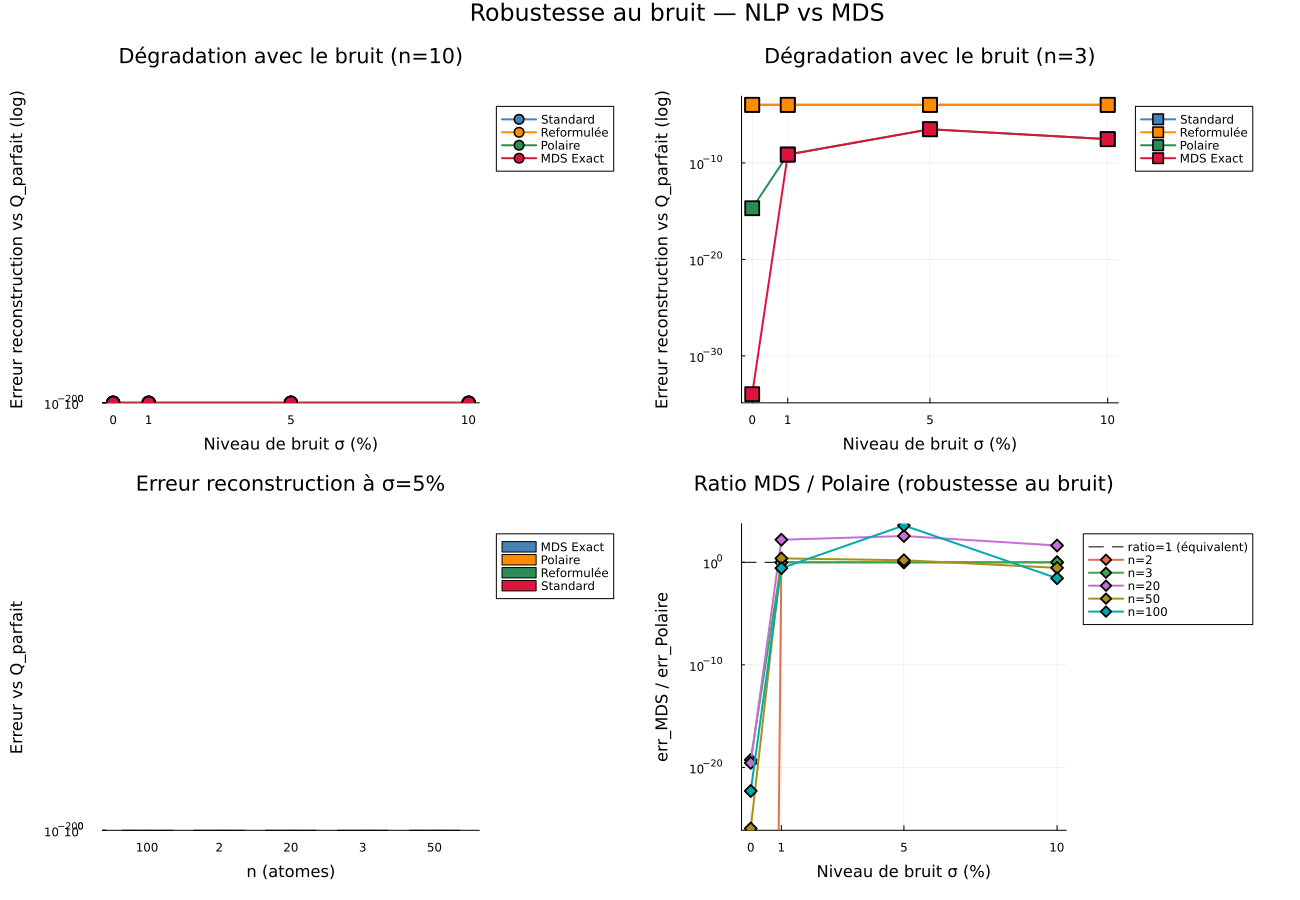 Robustesse au bruit — NLP vs MDS
Dégradation avec le bruit (n=10)
Erreur reconstruction vs Q_parfait (log)
0 1 5 10
Niveau de bruit σ (%)
Standard
Reformulée
Polaire
MDS Exact
Dégradation avec le bruit (n=3)
Erreur reconstruction vs Q_parfait (log)
10⁻¹⁰
10⁻²⁰
10⁻³⁰
0 1 5 10
Niveau de bruit σ (%)
Standard
Reformulée
Polaire
MDS Exact
Erreur reconstruction à σ=5%
Erreur vs Q_parfait
100 2 20 3 50
n (atomes)
MDS Exact
Polaire
Reformulée
Standard
Ratio MDS / Polaire (robustesse au bruit)
err_MDS / err_Polaire
10⁰
10⁻¹⁰
10⁻²⁰
0 1 5 10
Niveau de bruit σ (%)
ratio=1 (équivalent)
n=2
n=3
n=20
n=50
n=100